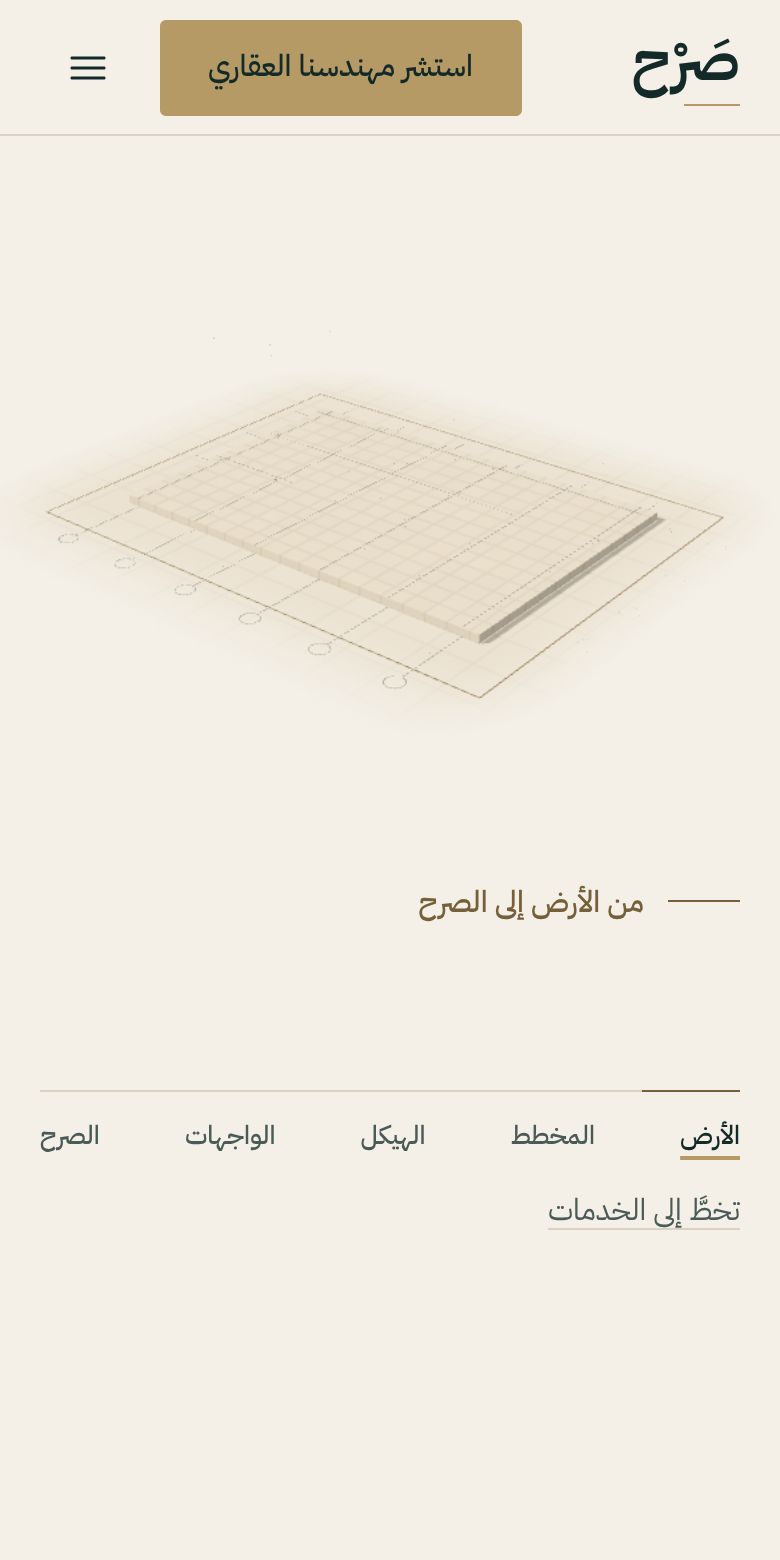 صَرْح
استشر مهندسنا العقاري
من الأرض إلى الصرح
الأرض المخطط الهيكل الواجهات الصرح
تخطَّ إلى الخدمات